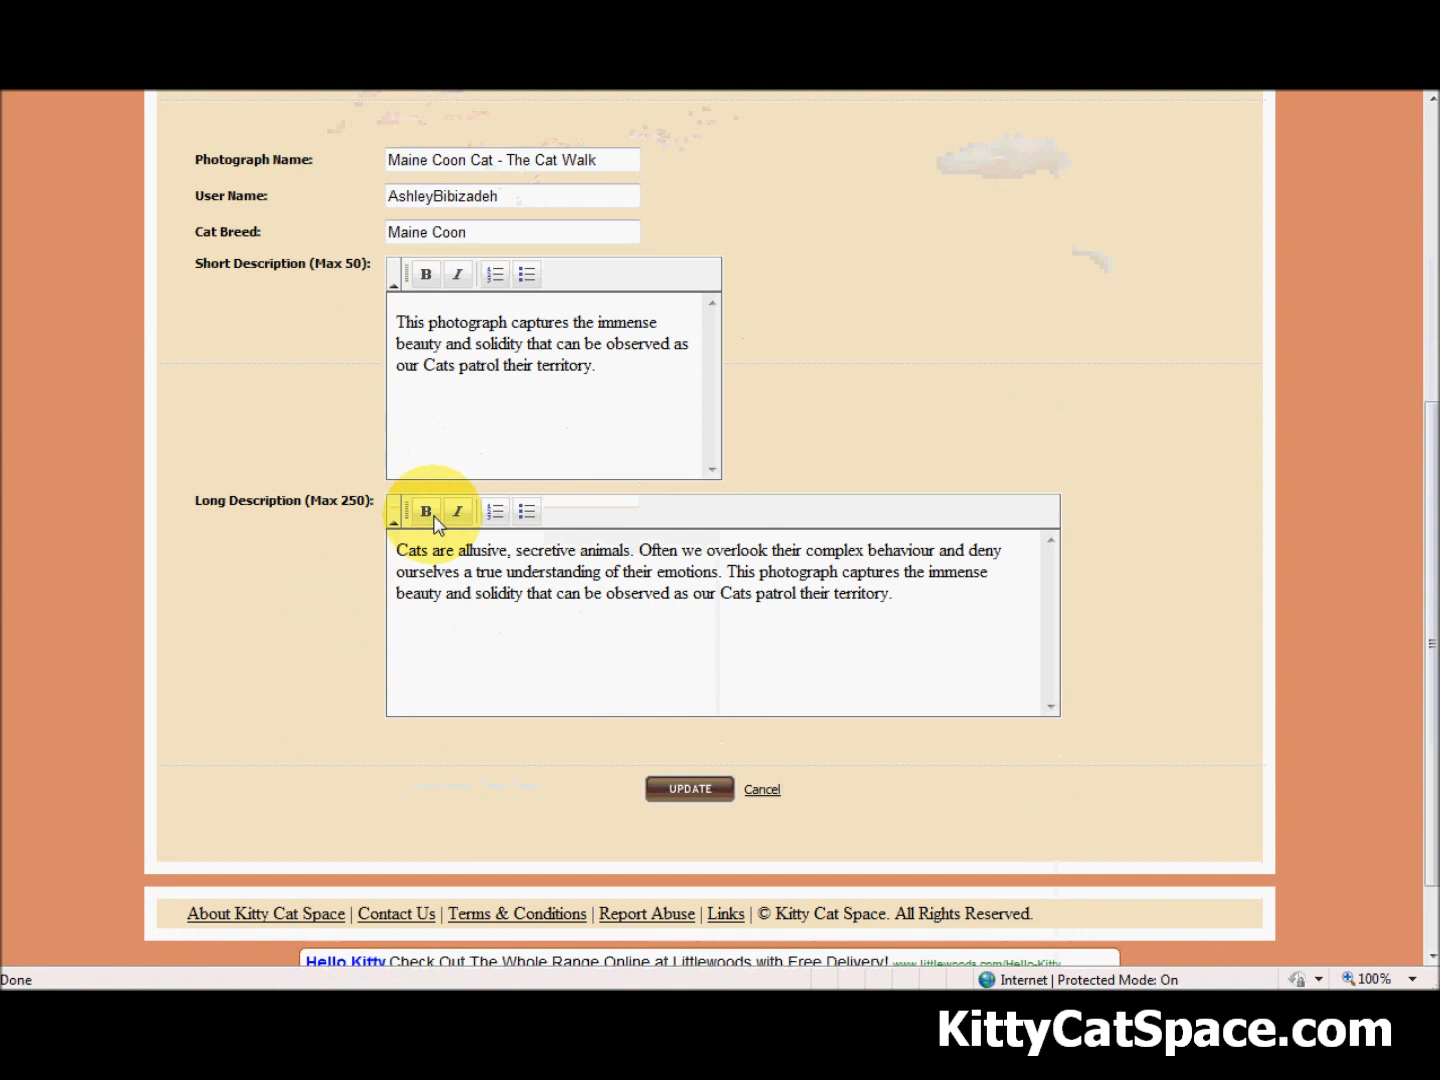 Photograph Name: Maine Coon Cat - The Cat Walk
User Name: AshleyBibizadeh
Cat Breed: Maine Coon
Short Description (Max 50):
B I
This photograph captures the immense
beauty and solidity that can be observed as
our Cats patrol their territory.
Long Description (Max 250):
B I
Cats are allusive, secretive animals. Often we overlook their complex behaviour and deny
ourselves a true understanding of their emotions. This photograph captures the immense
beauty and solidity that can be observed as our Cats patrol their territory.
UPDATE Cancel
About Kitty Cat Space | Contact Us | Terms & Conditions | Report Abuse | Links | © Kitty Cat Space. All Rights Reserved.
Hello Kitty Check Out The Whole Range Online at Littlewoods with Free Delivery! www.littlewoods.com/Hello-Kitty
Done Internet | Protected Mode: On 100%
KittyCatSpace.com